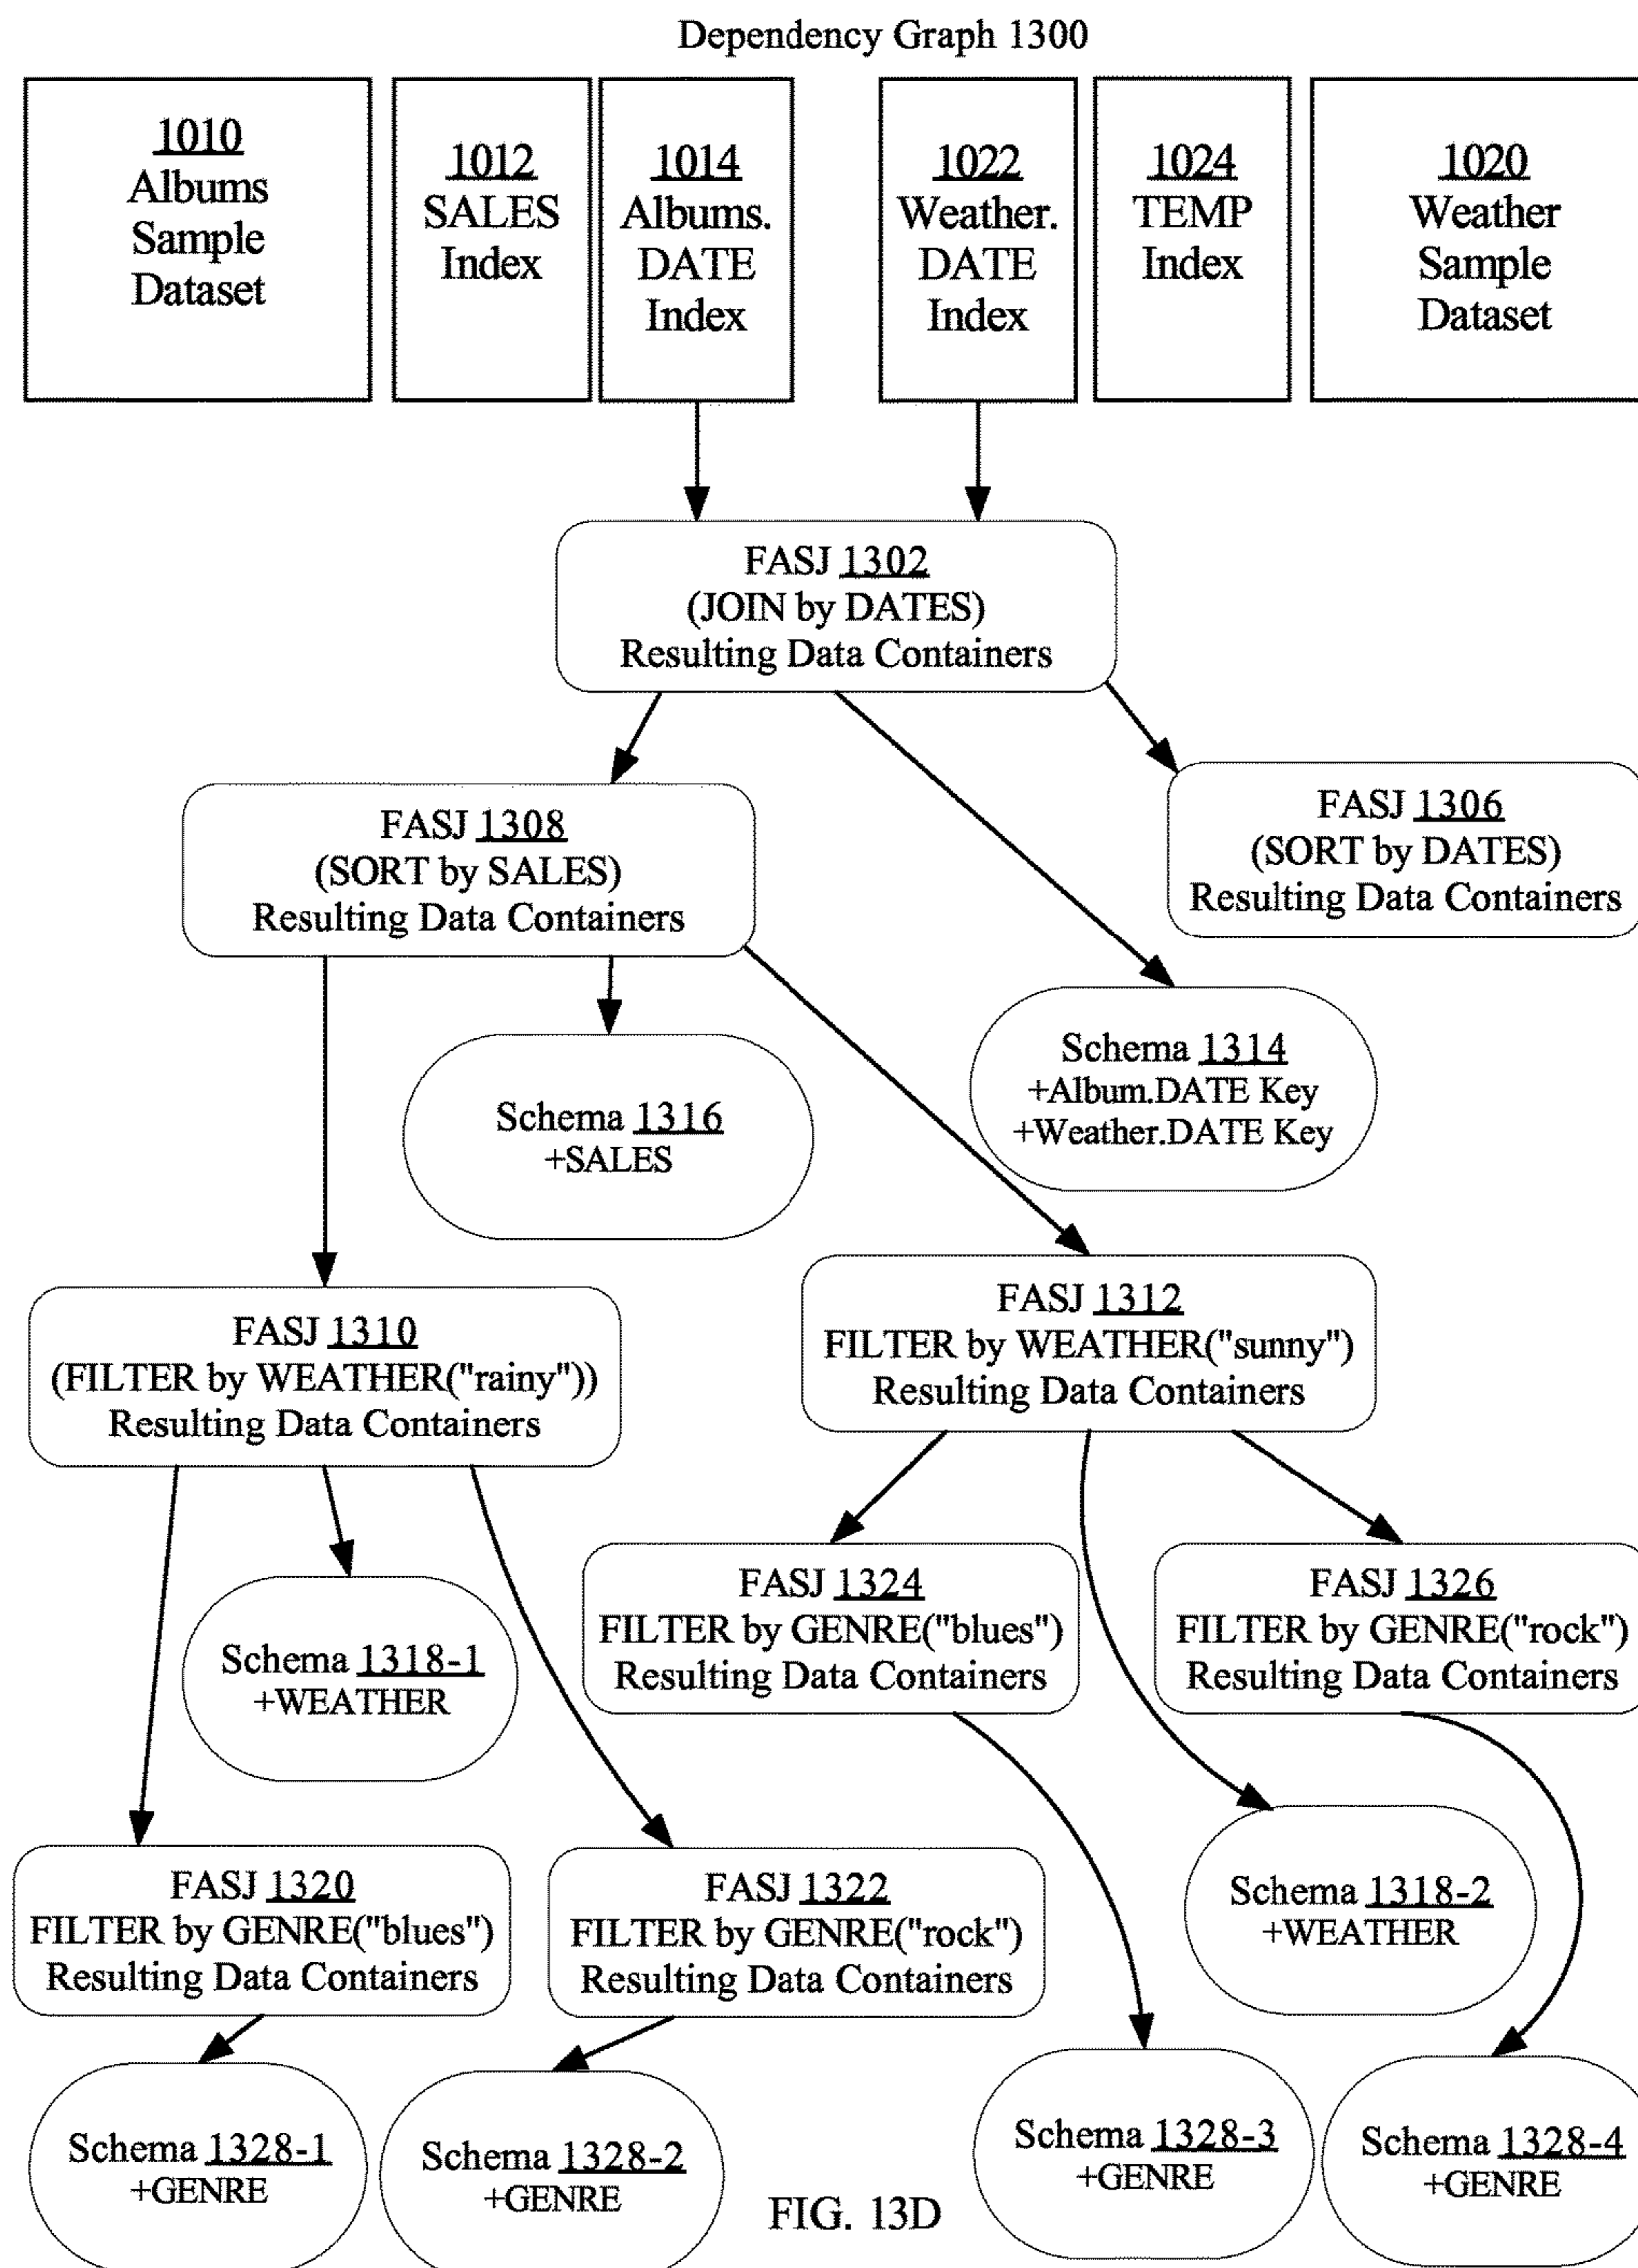 Dependency Graph 1300
1010
Albums
Sample
Dataset
1012
SALES
Index
1014
Albums.
DATE
Index
1022
Weather.
DATE
Index
1024
TEMP
Index
1020
Weather
Sample
Dataset
FASJ 1302
(JOIN by DATES)
Resulting Data Containers
FASJ 1308
(SORT by SALES)
Resulting Data Containers
FASJ 1306
(SORT by DATES)
Resulting Data Containers
Schema 1314
+Album.DATE Key
+Weather.DATE Key
Schema 1316
+SALES
FASJ 1310
(FILTER by WEATHER("rainy"))
Resulting Data Containers
FASJ 1312
FILTER by WEATHER("sunny")
Resulting Data Containers
Schema 1318-1
+WEATHER
FASJ 1324
FILTER by GENRE("blues")
Resulting Data Containers
FASJ 1326
FILTER by GENRE("rock")
Resulting Data Containers
FASJ 1320
FILTER by GENRE("blues")
Resulting Data Containers
FASJ 1322
FILTER by GENRE("rock")
Resulting Data Containers
Schema 1318-2
+WEATHER
Schema 1328-1
+GENRE
Schema 1328-2
+GENRE
Schema 1328-3
+GENRE
Schema 1328-4
+GENRE
FIG. 13D